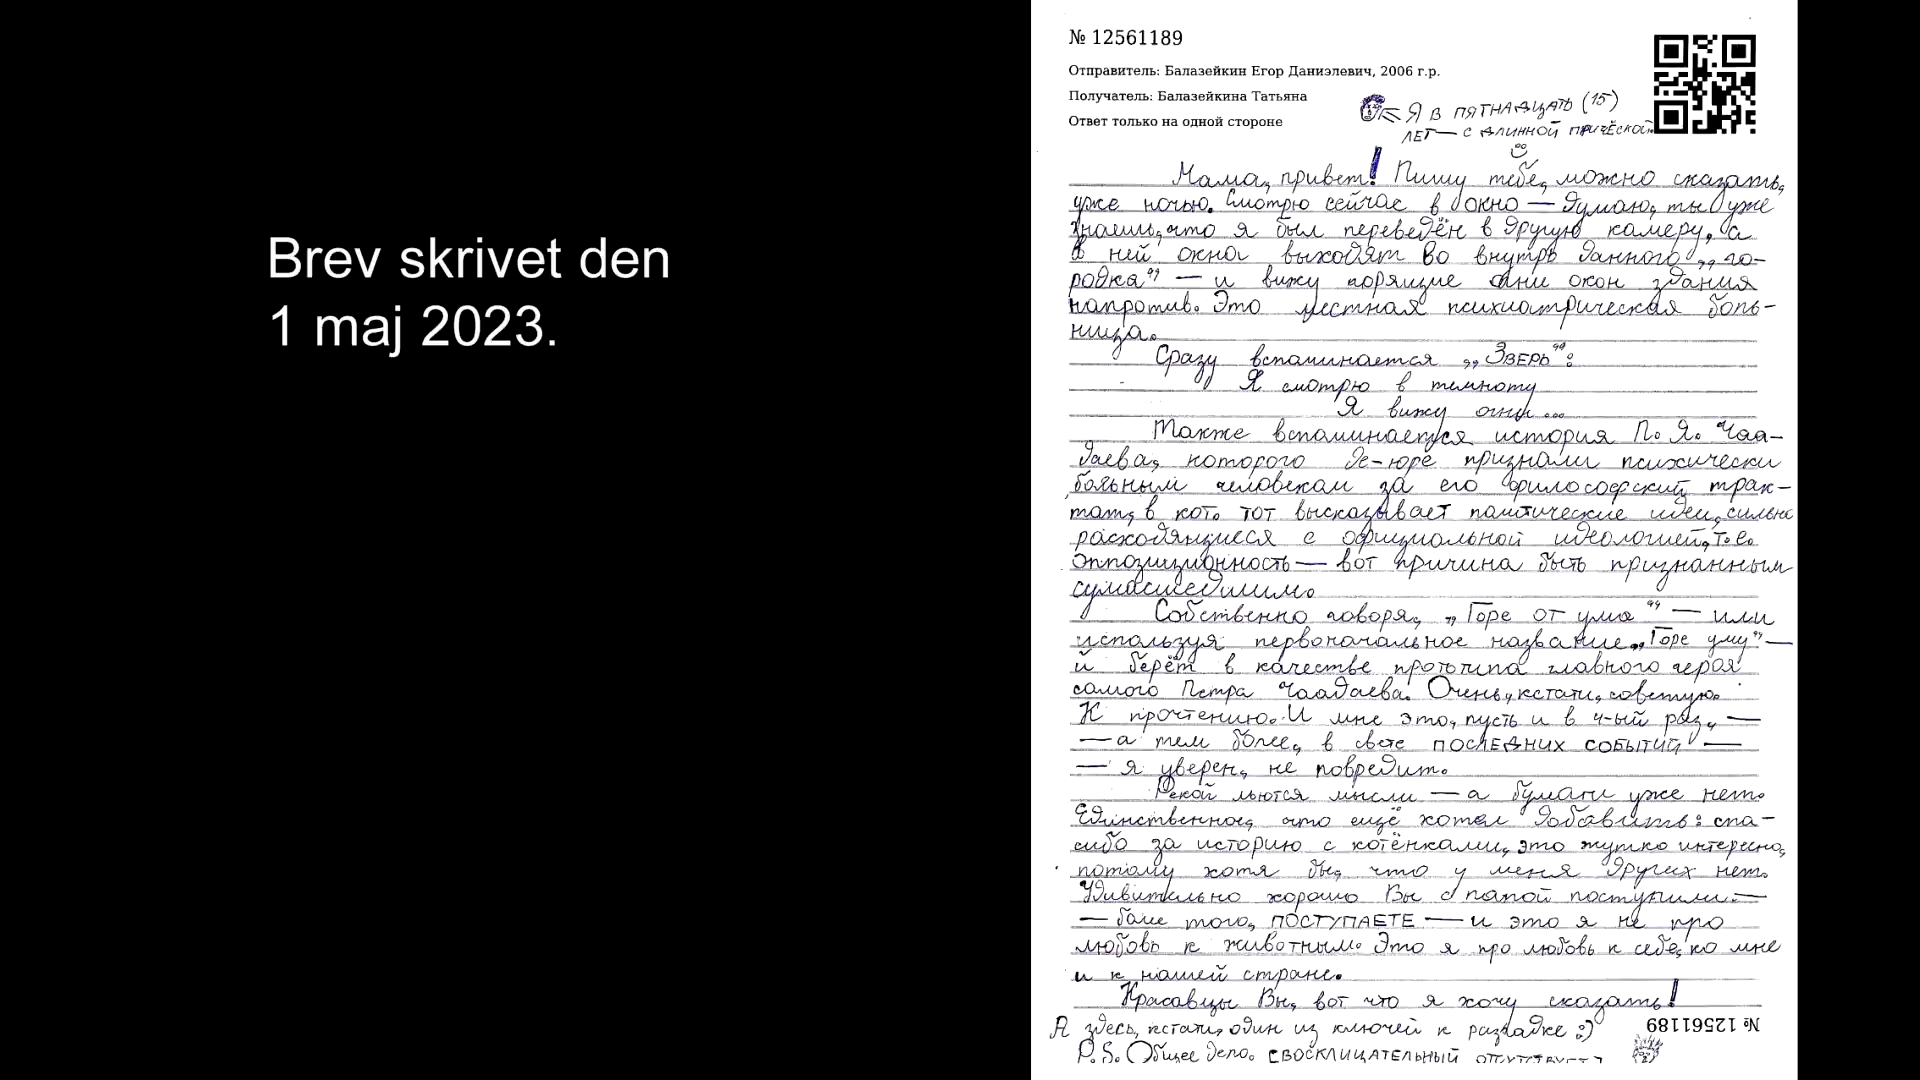 Brev skrivet den
1 maj 2023.
№ 12561189
Отправитель: Балазейкин Егор Даниэлевич, 2006 г.р.
Получатель: Балазейкина Татьяна
Ответ только на одной стороне
Я В ПЯТНАДЦАТЬ (15)
ЛЕТ — С ДЛИННОЙ ПРИЧЁСКОЙ
Мама, привет! Пишу тебе, можно сказать,
уже ночью. Смотрю сейчас в окно — думаю, ты уже
знаешь, что я был переведён в другую камеру, а
в ней окна выходят во внутрь данного „го-
родка“ — и вижу горящие огни окон здания
напротив. Это местная психиатрическая боль-
ница.
Сразу вспоминается „ЗВЕРЬ“:
Я смотрю в темноту
Я вижу огни...
Также вспоминается история П. Я. Чаа-
даева, которого де-юре признали психически
больным человеком за его философский трак-
тат, в кот. тот высказывает политические идеи, сильно
расходящиеся с официальной идеологией, т.е.
оппозиционность — вот причина быть признанным
сумасшедшим.
Собственно говоря, „Горе от ума“ — или
используя первоначальное название „Горе уму“ —
и берёт в качестве прототипа главного героя
самого Петра Чаадаева. Очень, кстати, советую.
К прочтению. И мне это, пусть и в 4-ый раз, —
— а тем более, в свете ПОСЛЕДНИХ СОБЫТИЙ —
— я уверен, не повредит.
Рекой льются мысли — а бумаги уже нет.
Единственное, что ещё хотел добавить: спа-
сибо за историю с котёнками, это жутко интересно,
потому хотя бы, что у меня других нет.
Удивительно хорошо Вы с папой поступили —
— более того, ПОСТУПАЕТЕ — и это я не про
любовь к животным. Это я про любовь к себе, ко мне
и к нашей стране.
Красавцы Вы, вот что я хочу сказать!
А здесь, кстати, один из ключей к разгадке :)
№ 12561189
P. S. Общее дело.